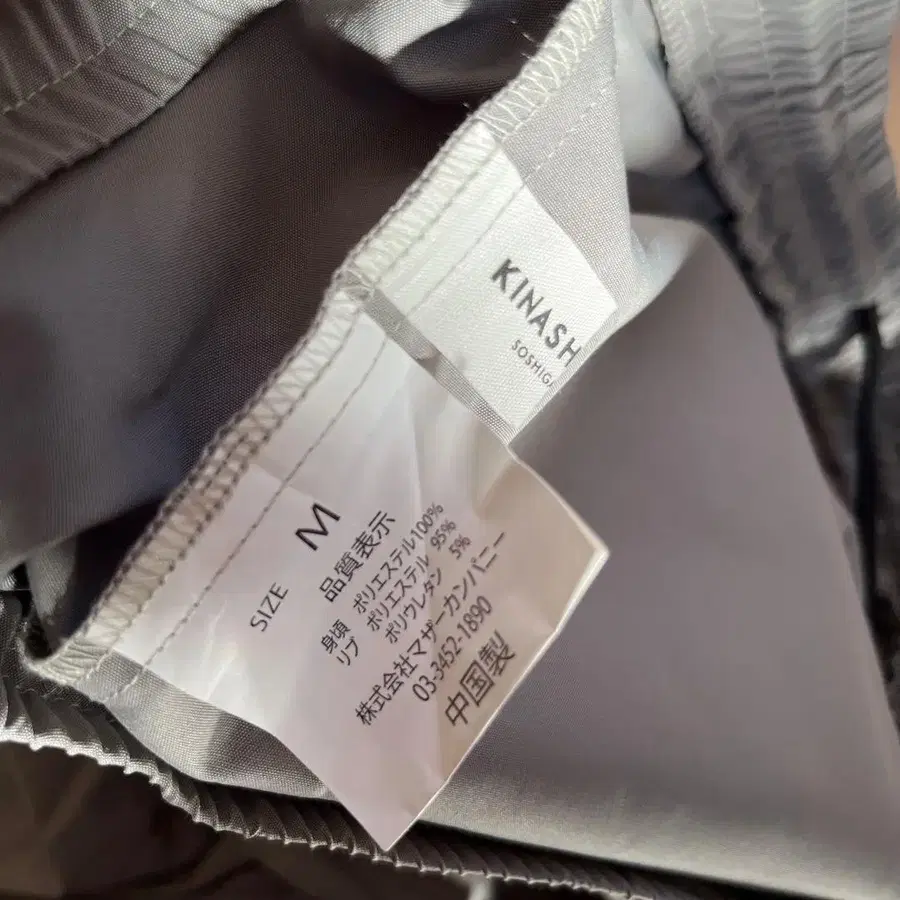 KINASH
SOSHIGA
SIZE
M
品質表示
身頃 ポリエステル100%
リブ ポリエステル 95%
ポリウレタン 5%
株式会社マザーカンパニー
03-3452-1890
中国製